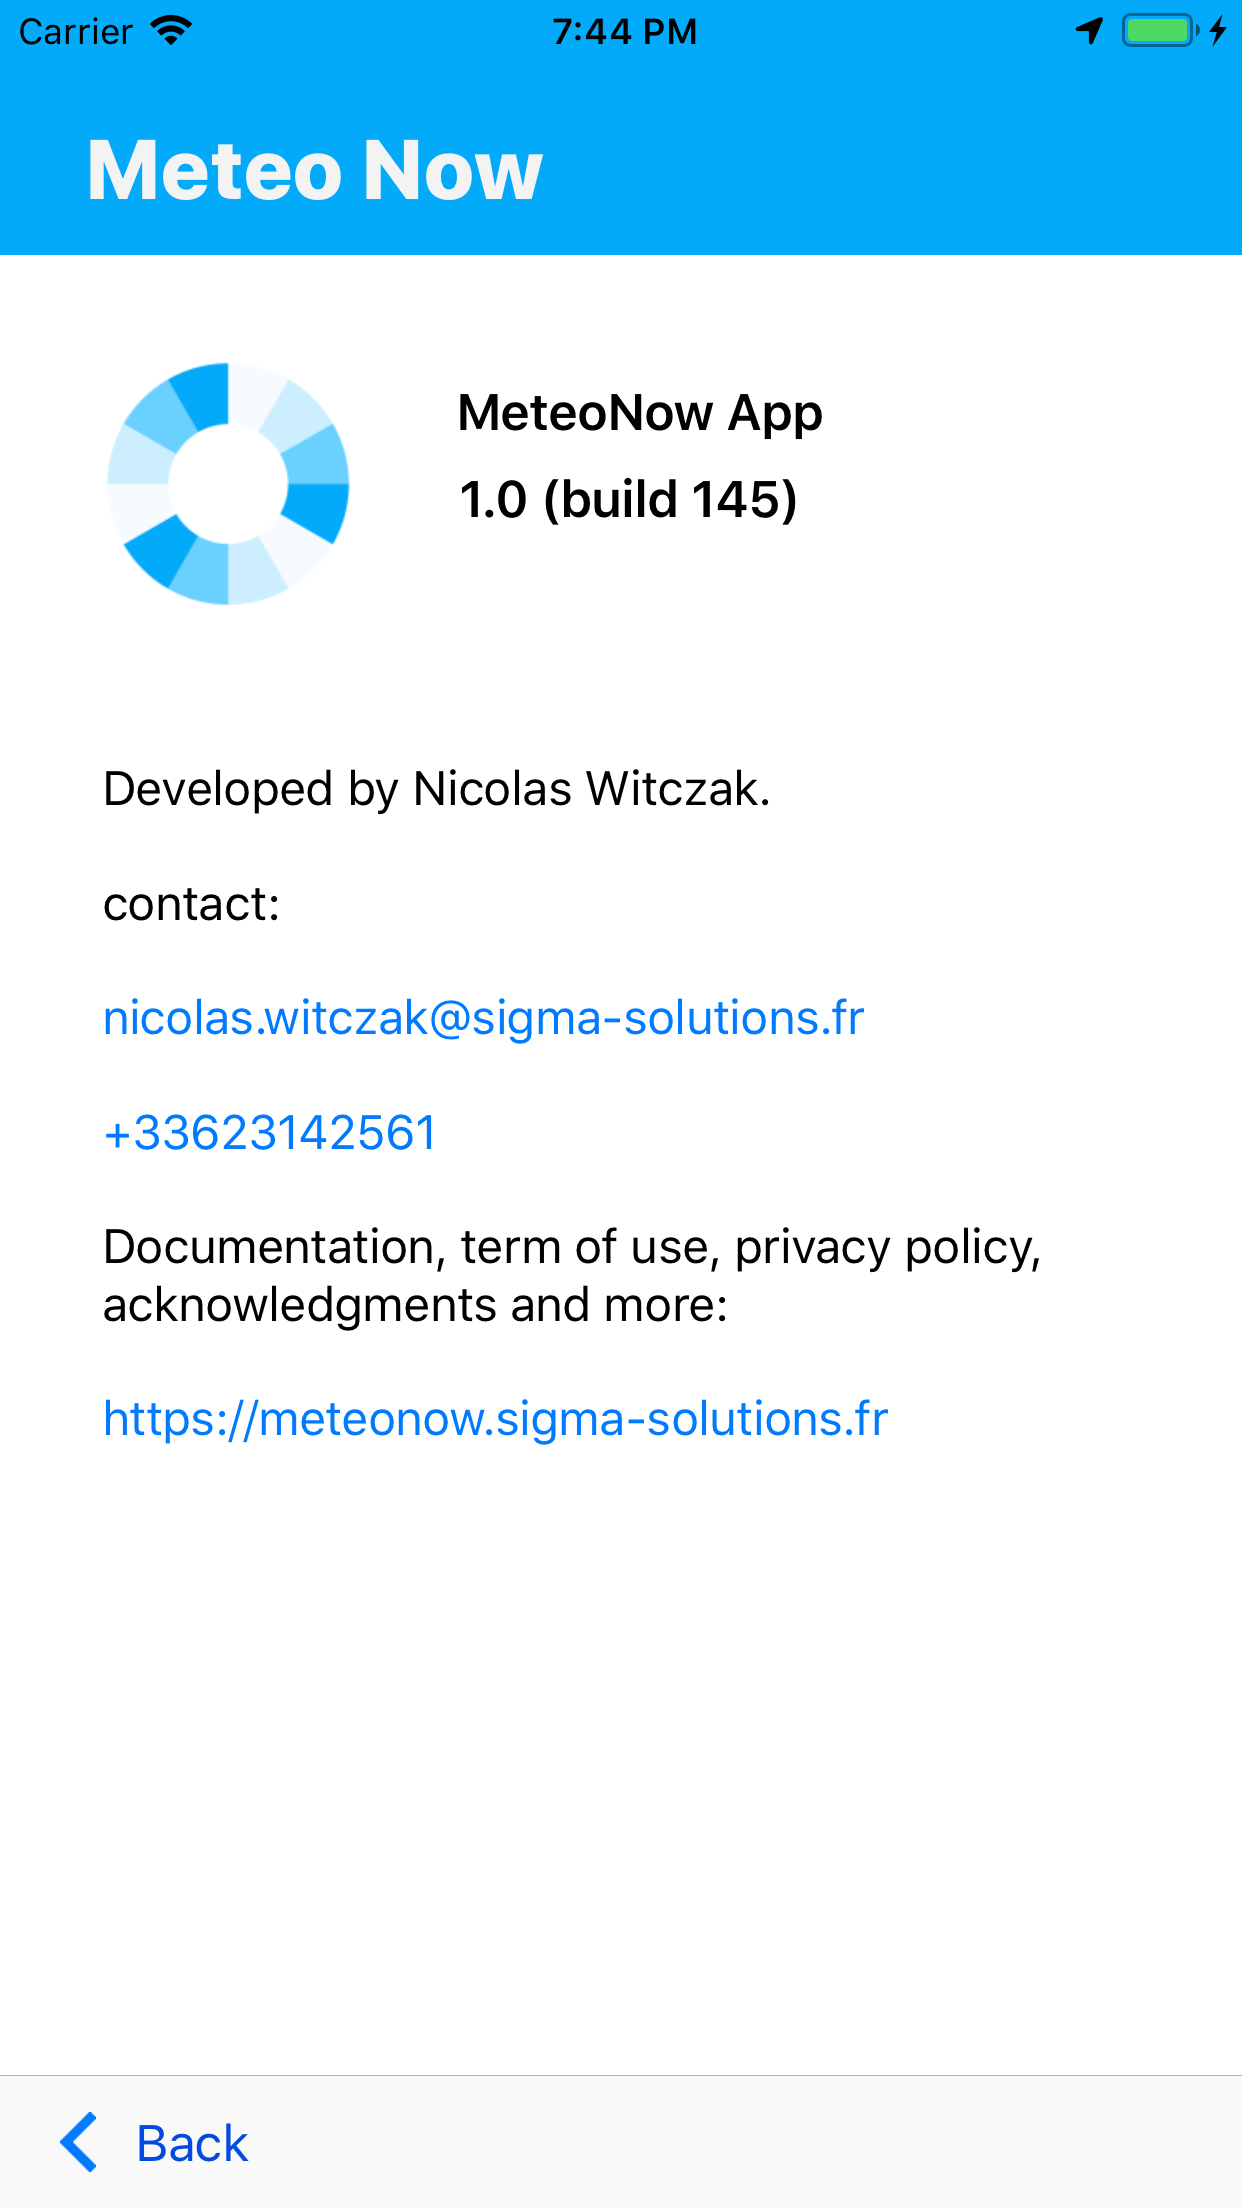 Carrier 7:44 PM
Meteo Now
MeteoNow App
1.0 (build 145)
Developed by Nicolas Witczak.
contact:
nicolas.witczak@sigma-solutions.fr
+33623142561
Documentation, term of use, privacy policy,
acknowledgments and more:
https://meteonow.sigma-solutions.fr
Back